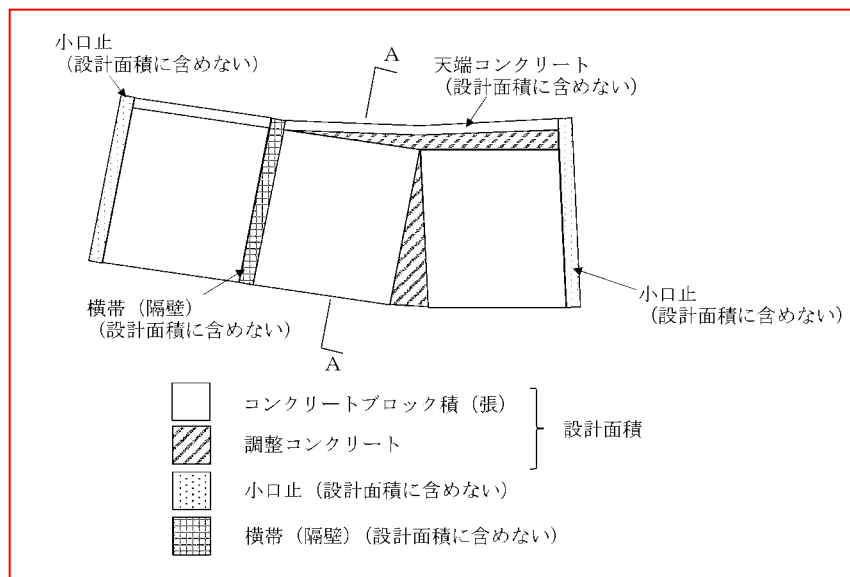 小口止
(設計面積に含めない)
A
天端コンクリート
(設計面積に含めない)
横帯(隔壁)
(設計面積に含めない)
A
小口止
(設計面積に含めない)
コンクリートブロック積(張)
調整コンクリート
設計面積
小口止(設計面積に含めない)
横帯(隔壁)(設計面積に含めない)